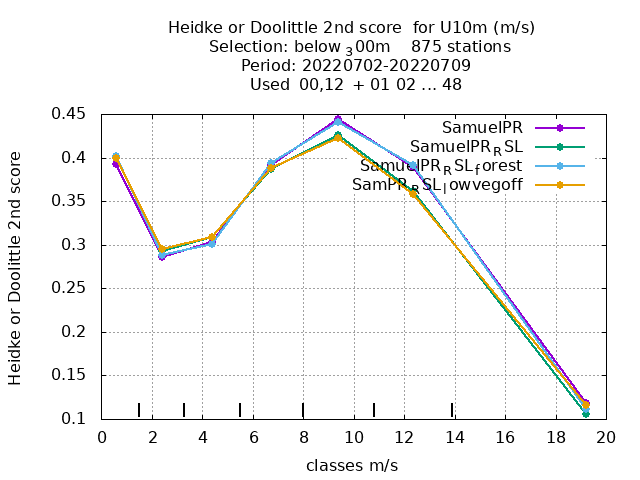 Heidke or Doolittle 2nd score for U10m (m/s)
Selection: below ₃00m 875 stations
Period: 20220702-20220709
Used 00,12 + 01 02 ... 48
Heidke or Doolittle 2nd score
0.45
0.4
0.35
0.3
0.25
0.2
0.15
0.1
SamuelPR
SamuelPR_RSL
SamuelPR_RSL_forest
SamPR_RSL_lowvegoff
0 2 4 6 8 10 12 14 16 18 20
classes m/s